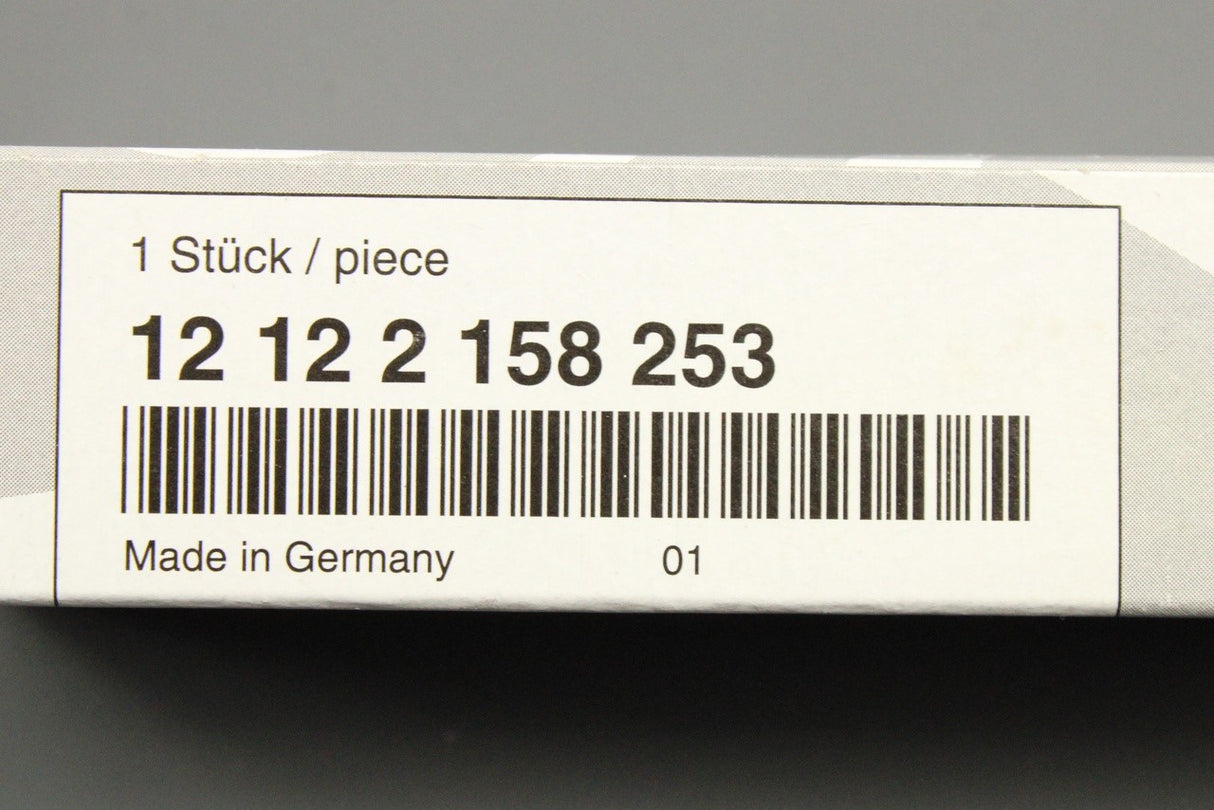 1 Stück / piece
12 12 2 158 253
Made in Germany 01